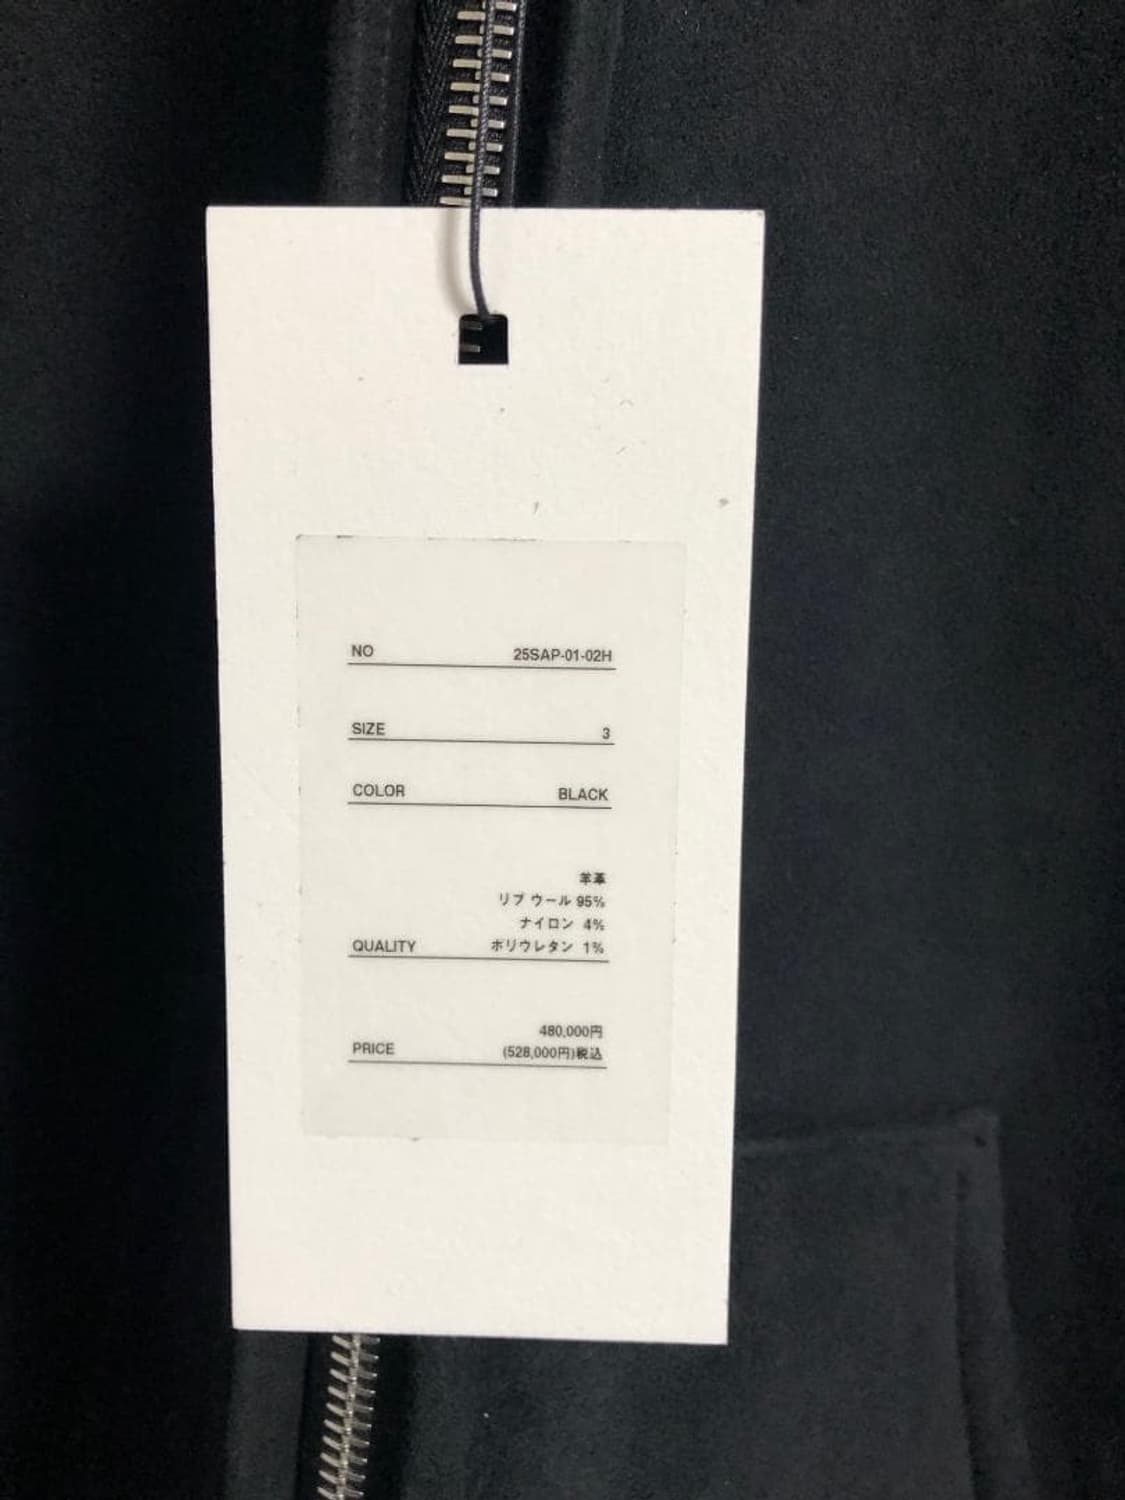 NO 25SAP-01-02H
SIZE 3
COLOR BLACK
羊革
リブ ウール 95%
ナイロン 4%
QUALITY ポリウレタン 1%
480,000円
PRICE (528,000円)税込